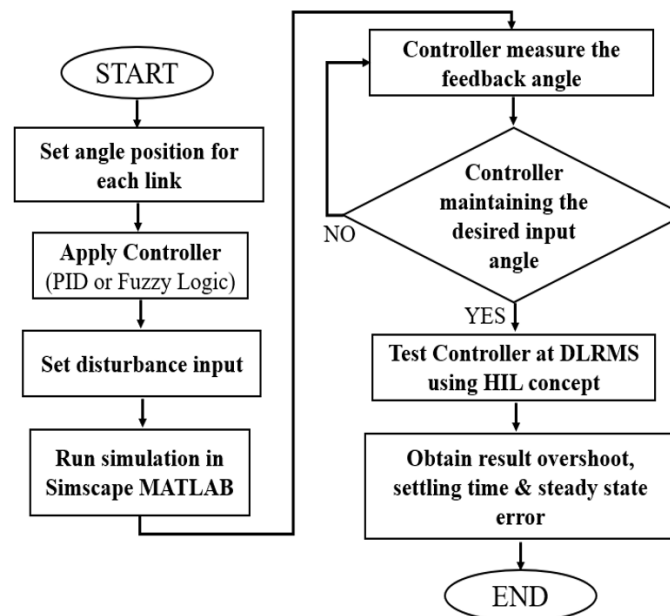 START
Set angle position for
each link
Apply Controller
(PID or Fuzzy Logic)
Set disturbance input
Run simulation in
Simscape MATLAB
Controller measure the
feedback angle
Controller
maintaining the
desired input
angle
NO
YES
Test Controller at DLRMS
using HIL concept
Obtain result overshoot,
settling time & steady state
error
END